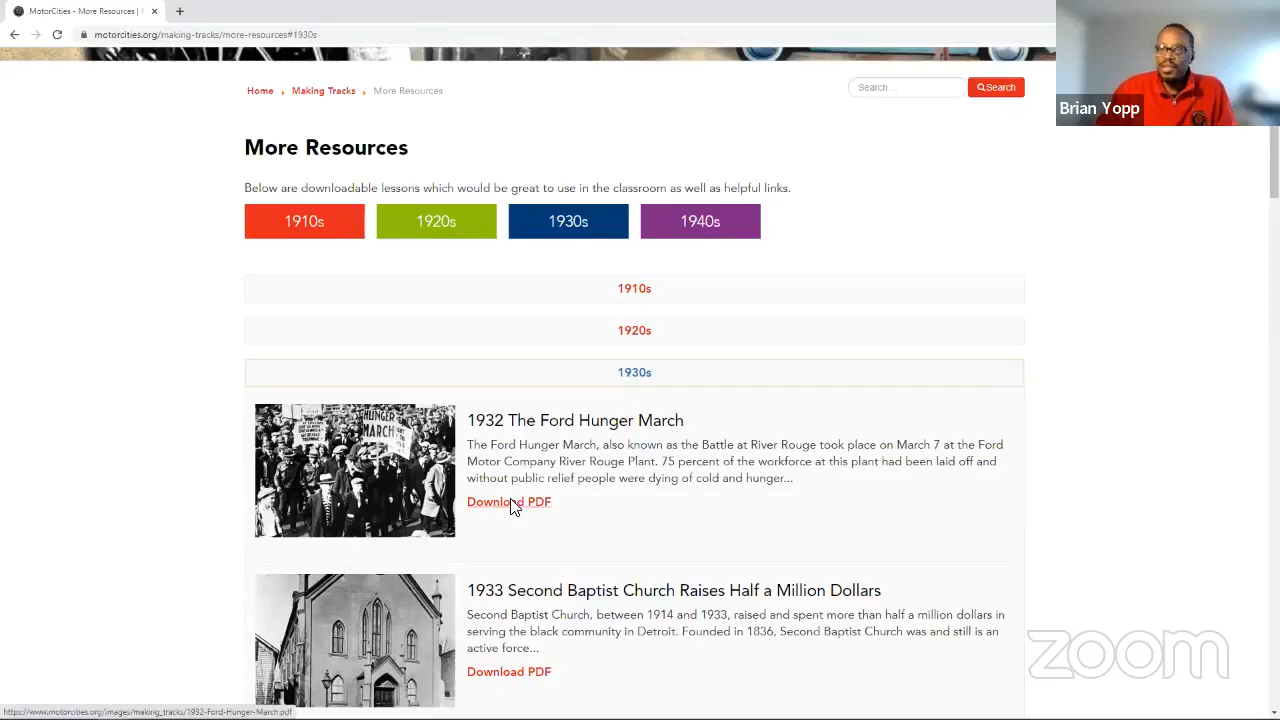 MotorCities - More Resources |
motorcities.org/making-tracks/more-resources#1930s
Brian Yopp
Home Making Tracks More Resources
Search ...
Search
More Resources
Below are downloadable lessons which would be great to use in the classroom as well as helpful links.
1910s 1920s 1930s 1940s
1910s
1920s
1930s
HUNGER
MARCH
1932 The Ford Hunger March
The Ford Hunger March, also known as the Battle at River Rouge took place on March 7 at the Ford
Motor Company River Rouge Plant. 75 percent of the workforce at this plant had been laid off and
without public relief people were dying of cold and hunger...
Download PDF
1933 Second Baptist Church Raises Half a Million Dollars
Second Baptist Church, between 1914 and 1933, raised and spent more than half a million dollars in
serving the black community in Detroit. Founded in 1836, Second Baptist Church was and still is an
active force...
Download PDF
zoom
https://www.motorcities.org/images/making_tracks/1932-Ford-Hunger-March.pdf